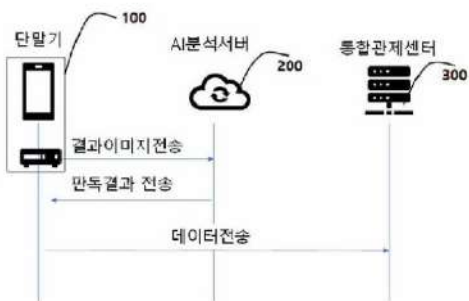 단말기
100
AI분석서버
200
통합관제센터
300
결과이미지전송
판독결과 전송
데이터전송